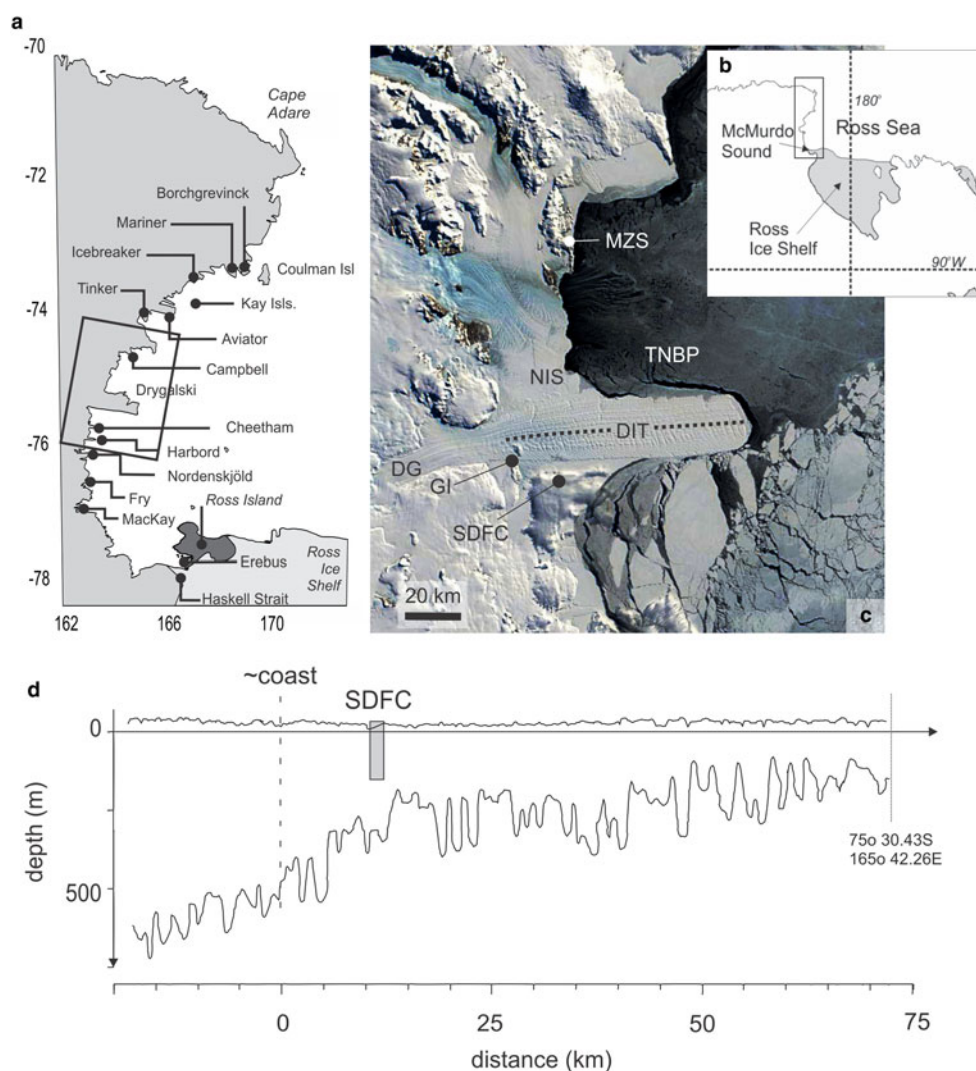 a
-70
-72
-74
-76
-78
162
166
170
Cape
Adare
Borchgrevinck
Mariner
Icebreaker
Coulman Isl
Tinker
Kay Isls.
Aviator
Campbell
Drygalski
Cheetham
Harbord
Nordenskjöld
Fry
Ross Island
MacKay
Erebus
Ross
Ice
Shelf
Haskell Strait
b
180°
McMurdo
Sound
Ross Sea
Ross
Ice Shelf
90°W
MZS
TNBP
NIS
DIT
DG
GI
SDFC
20 km
c
d
~coast
SDFC
0
500
depth (m)
75o 30.43S
165o 42.26E
0
25
50
75
distance (km)